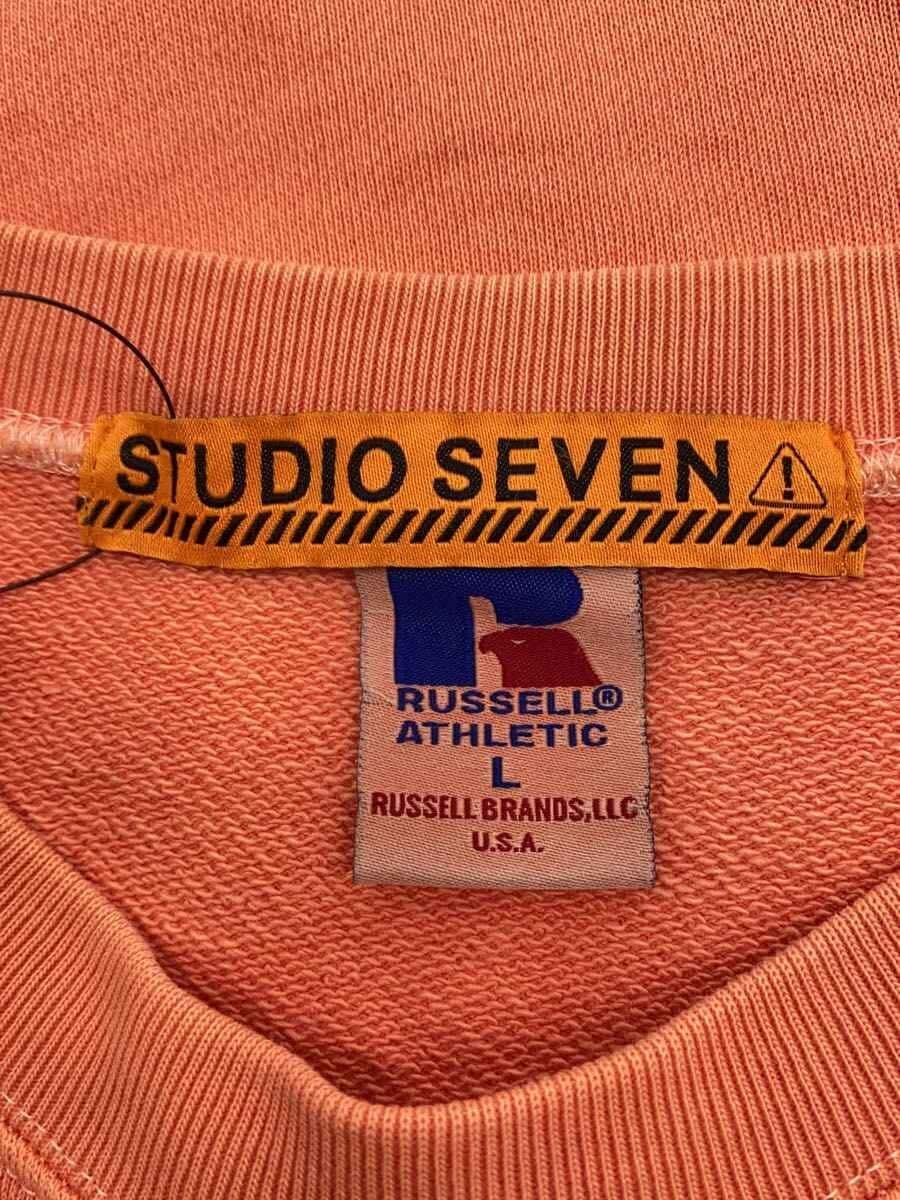 STUDIO SEVEN
RUSSELL®
ATHLETIC
L
RUSSELL BRANDS,LLC
U.S.A.